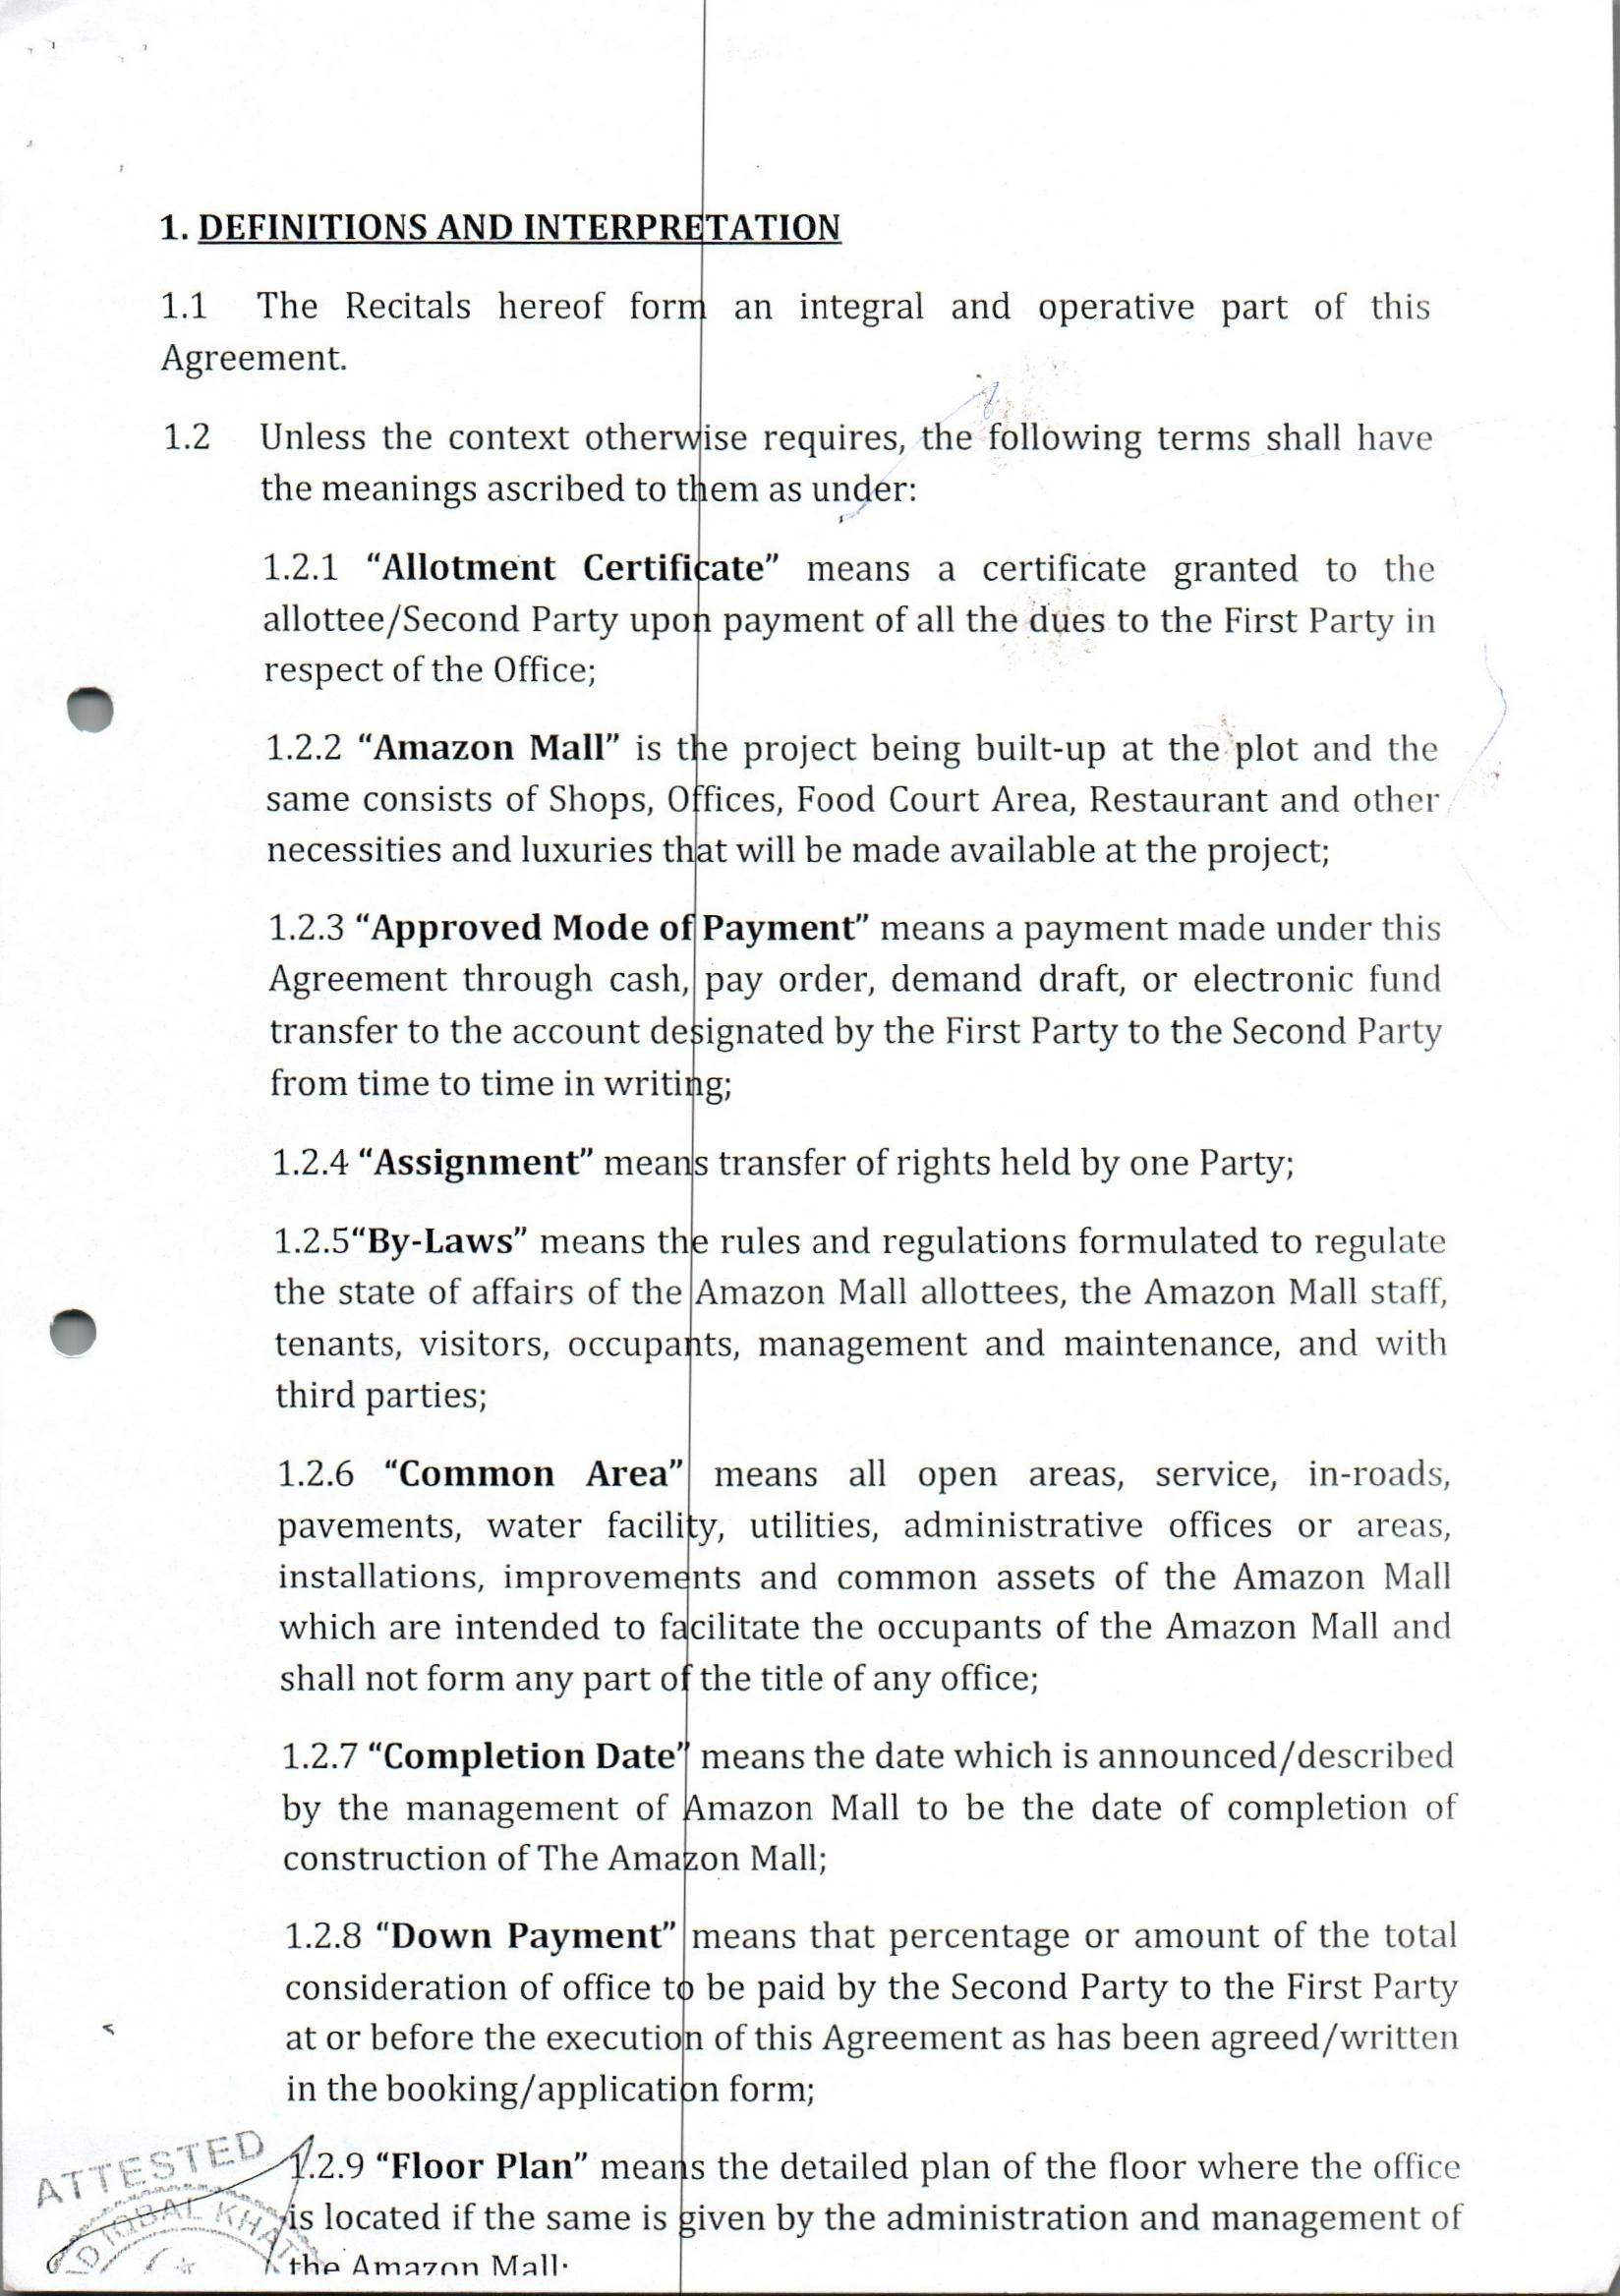 1. DEFINITIONS AND INTERPRETATION
1.1 The Recitals hereof form an integral and operative part of this
Agreement.
1.2 Unless the context otherwise requires, the following terms shall have
the meanings ascribed to them as under:
1.2.1 “Allotment Certificate” means a certificate granted to the
allottee/Second Party upon payment of all the dues to the First Party in
respect of the Office;
1.2.2 “Amazon Mall” is the project being built-up at the plot and the
same consists of Shops, Offices, Food Court Area, Restaurant and other
necessities and luxuries that will be made available at the project;
1.2.3 “Approved Mode of Payment” means a payment made under this
Agreement through cash, pay order, demand draft, or electronic fund
transfer to the account designated by the First Party to the Second Party
from time to time in writing;
1.2.4 “Assignment” means transfer of rights held by one Party;
1.2.5“By-Laws” means the rules and regulations formulated to regulate
the state of affairs of the Amazon Mall allottees, the Amazon Mall staff,
tenants, visitors, occupants, management and maintenance, and with
third parties;
1.2.6 “Common Area” means all open areas, service, in-roads,
pavements, water facility, utilities, administrative offices or areas,
installations, improvements and common assets of the Amazon Mall
which are intended to facilitate the occupants of the Amazon Mall and
shall not form any part of the title of any office;
1.2.7 “Completion Date” means the date which is announced/described
by the management of Amazon Mall to be the date of completion of
construction of The Amazon Mall;
1.2.8 “Down Payment” means that percentage or amount of the total
consideration of office to be paid by the Second Party to the First Party
at or before the execution of this Agreement as has been agreed/written
in the booking/application form;
1.2.9 “Floor Plan” means the detailed plan of the floor where the office
is located if the same is given by the administration and management of
the Amazon Mall;
ATTESTED
IQBAL